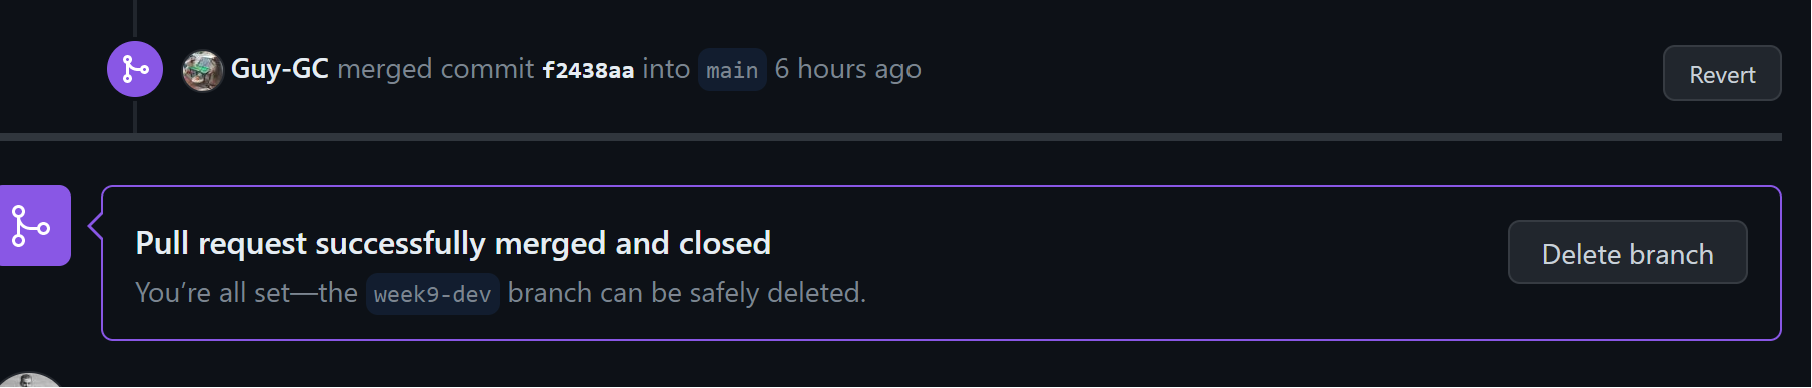 Guy-GC merged commit f2438aa into main 6 hours ago
Revert
Pull request successfully merged and closed
Delete branch
You’re all set—the week9-dev branch can be safely deleted.